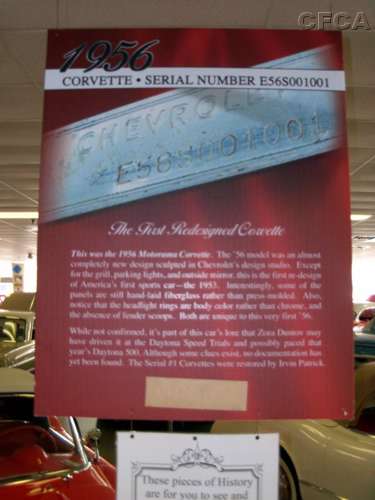 CFCA
1956
CORVETTE • SERIAL NUMBER E56S001001
CHEVROLET
E56S001001
The First Redesigned Corvette
This was the 1956 Motorama Corvette. The '56 model was an almost
completely new design sculpted in Chevrolet's design studio. Except
for the grill, parking lights, and outside mirror, this is the first re-design
of America's first sports car—the 1953. Interestingly, some of the
panels are still hand-laid fiberglass rather than press-molded. Also,
notice that the headlight rings are body color rather than chrome, and
the absence of fender scoops. Both are unique to this very first '56.
While not confirmed, it's part of this car's lore that Zora Duntov may
have driven it at the Daytona Speed Trials and possibly paced that
year's Daytona 500. Although some clues exist, no documentation has
yet been found. The Serial #1 Corvettes were restored by Irvin Patrick.
These pieces of History
are for you to see and